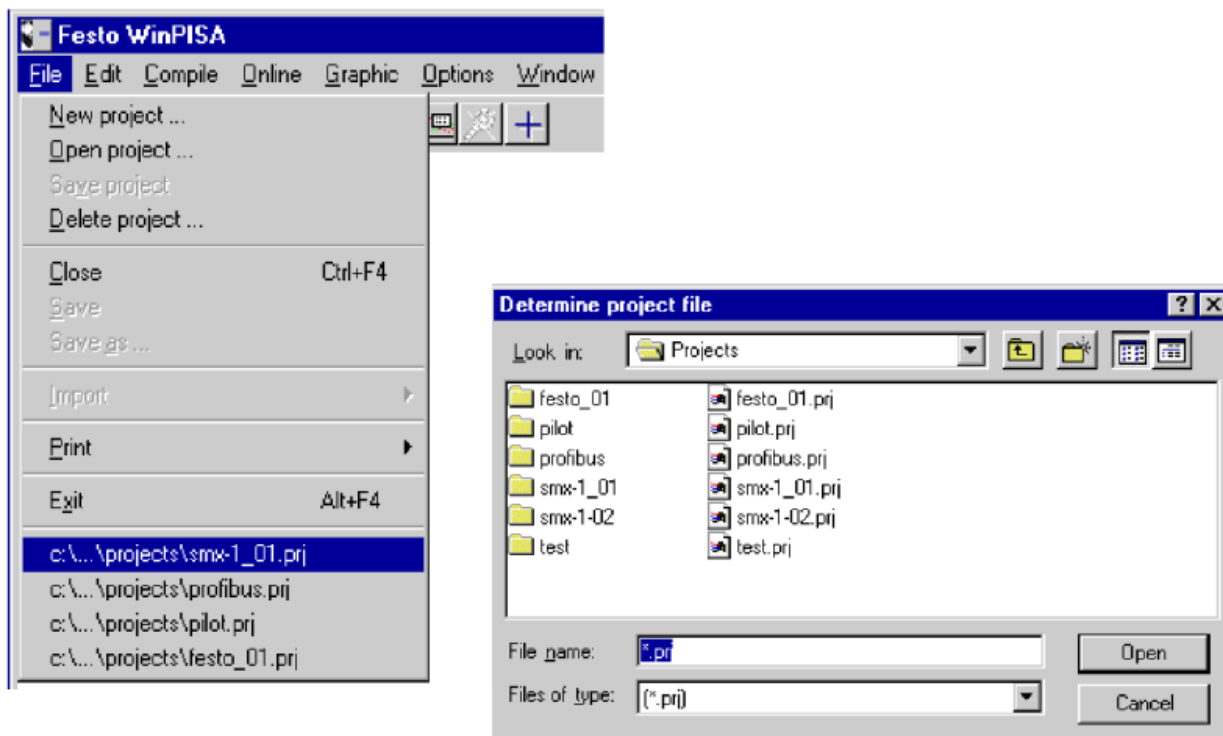 Festo WinPISA
File Edit Compile Online Graphic Options Window
New project ...
Open project ...
Save project
Delete project ...
Close Ctrl+F4
Save
Save as ...
Import
Print
Exit Alt+F4
c:\...\projects\smx-1_01.prj
c:\...\projects\profibus.prj
c:\...\projects\pilot.prj
c:\...\projects\festo_01.prj
Determine project file
Look in: Projects
festo_01 festo_01.prj
pilot pilot.prj
profibus profibus.prj
smx-1_01 smx-1_01.prj
smx-1-02 smx-1-02.prj
test test.prj
File name: *.prj Open
Files of type: (*.prj) Cancel